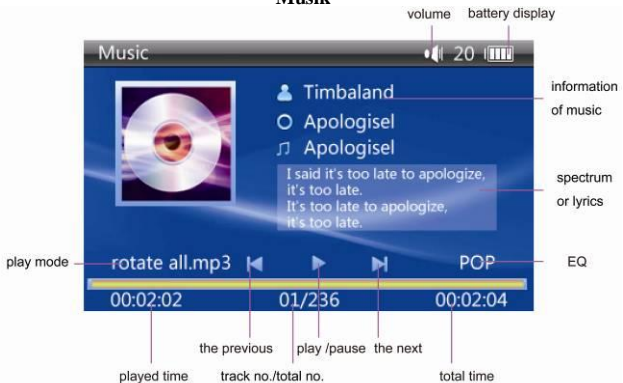 Musik
volume battery display
Music 20
Timbaland
information
of music
Apologisel
Apologisel
I said it's too late to apologize,
it's too late.
It's too late to apologize,
it's too late.
spectrum
or lyrics
play mode rotate all.mp3 POP EQ
00:02:02 01/236 00:02:04
the previous play /pause the next
played time track no./total no. total time